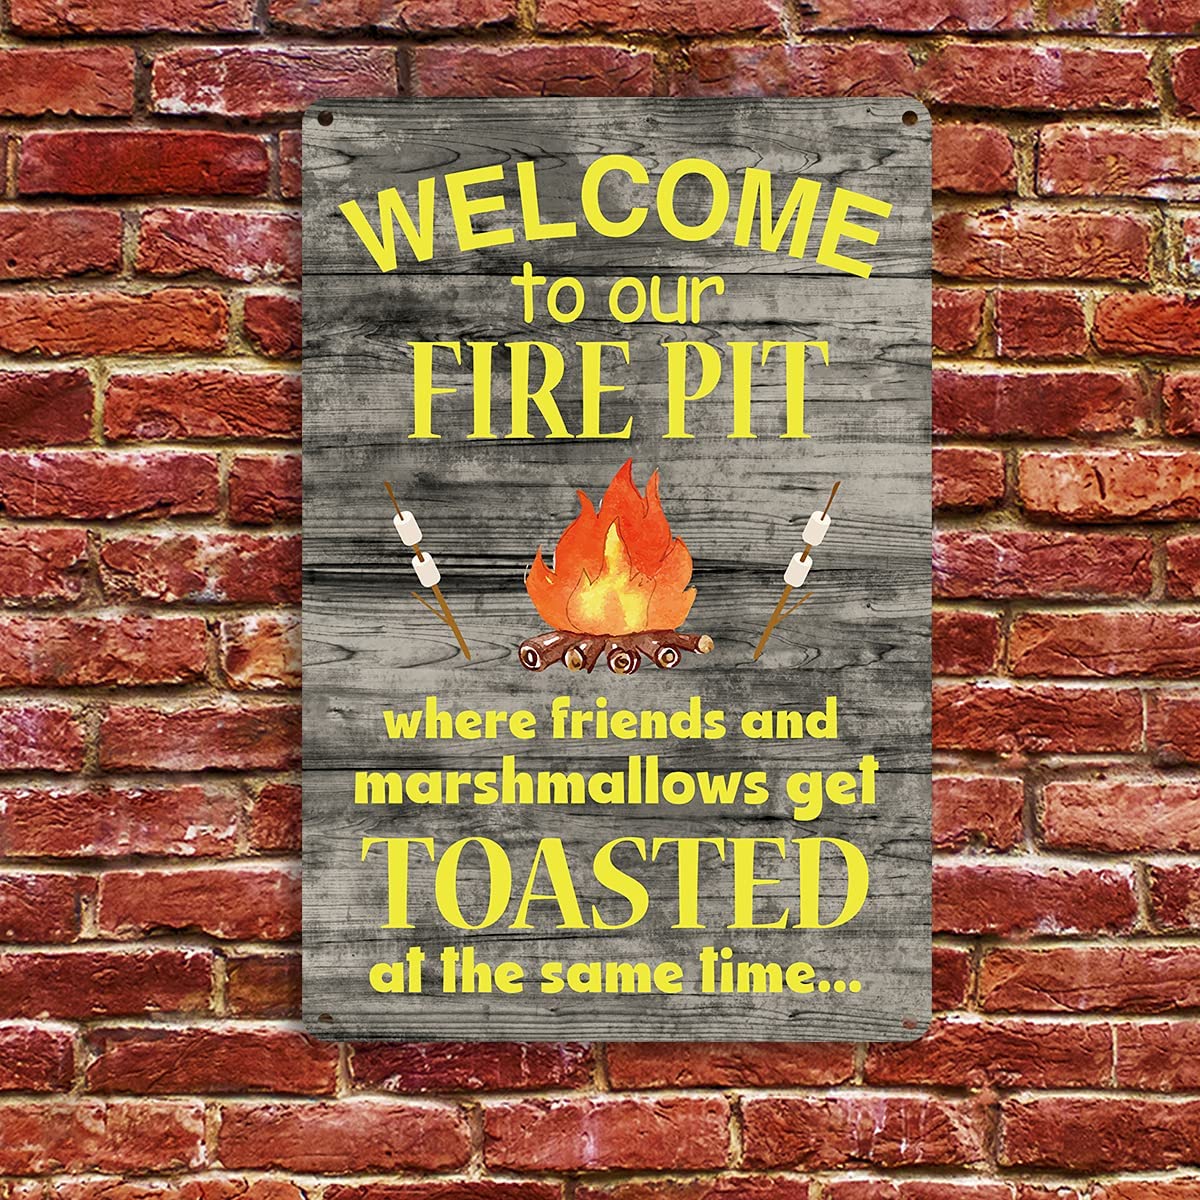 WELCOME
to our
FIRE PIT
where friends and
marshmallows get
TOASTED
at the same time...